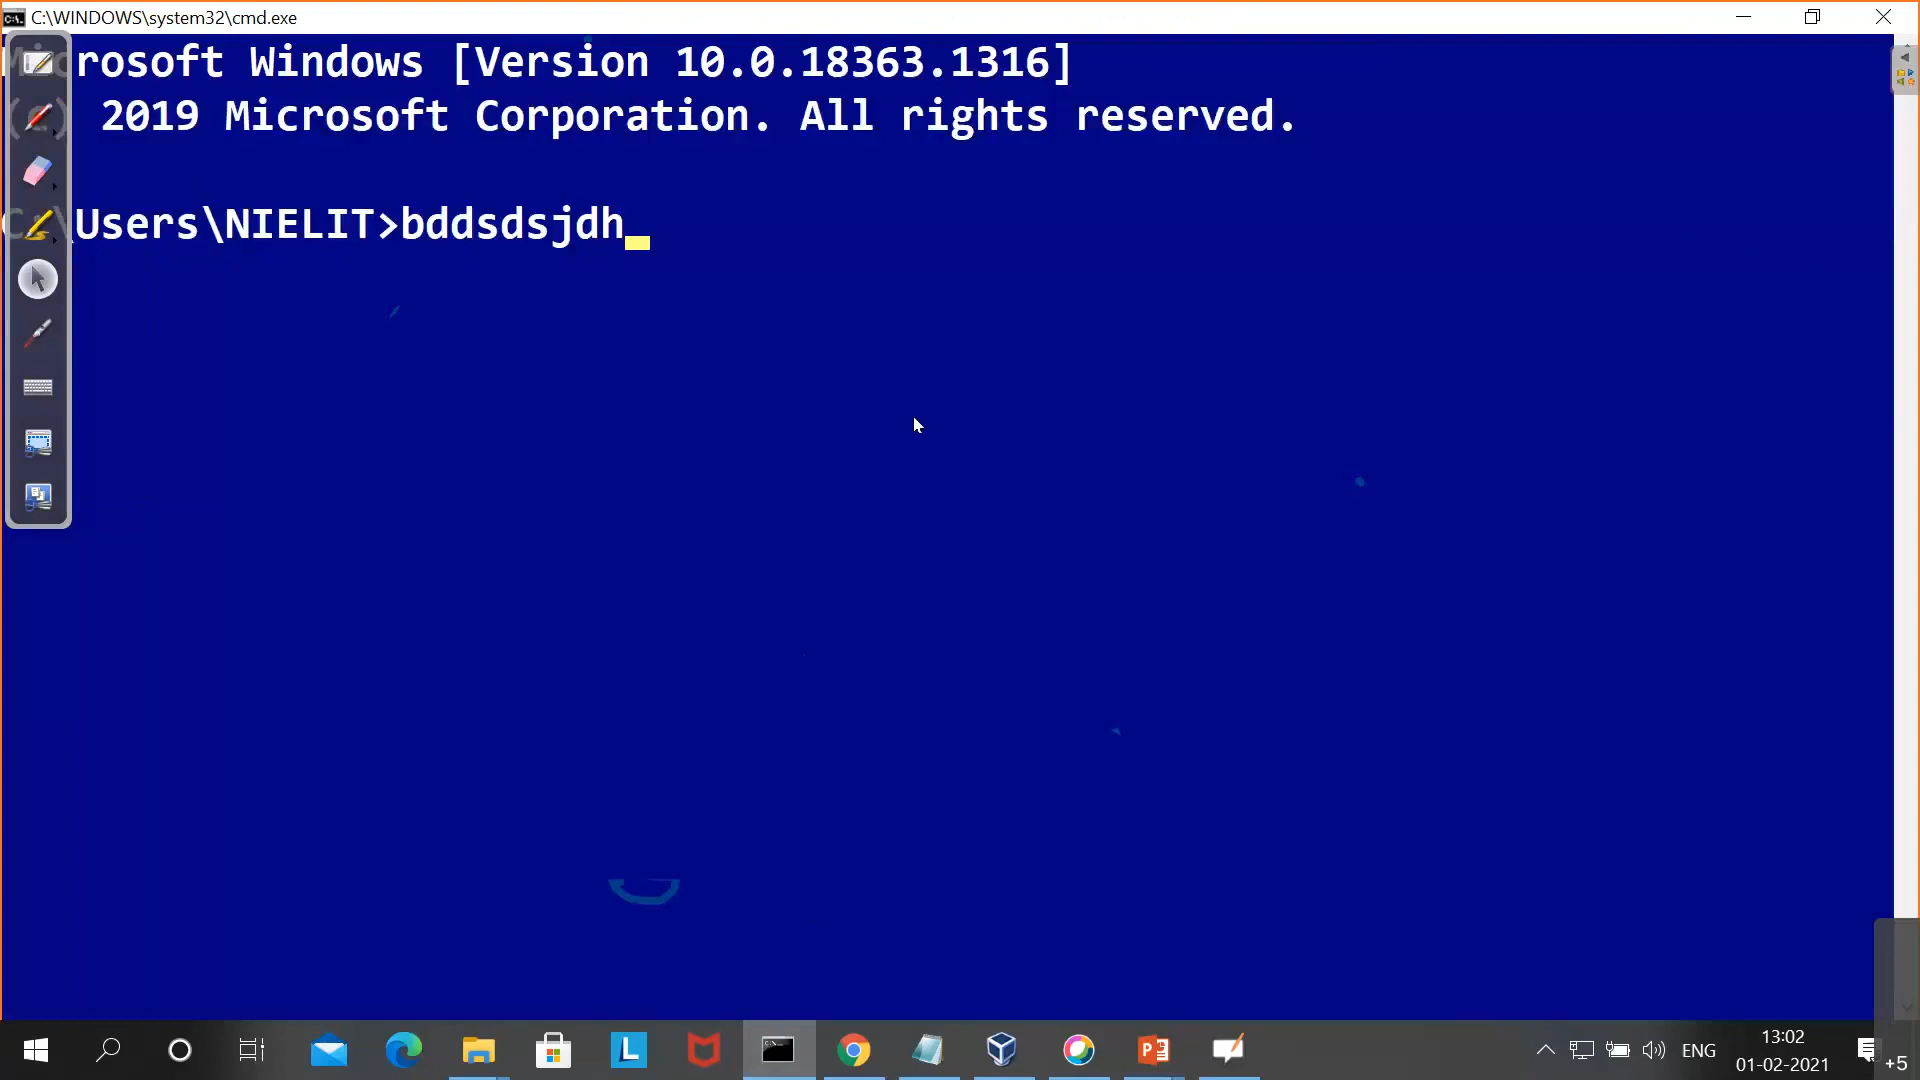 C:\WINDOWS\system32\cmd.exe
Microsoft Windows [Version 10.0.18363.1316]
(c) 2019 Microsoft Corporation. All rights reserved.
C:\Users\NIELIT>bddsdsjdh
ENG
13:02
01-02-2021
+5